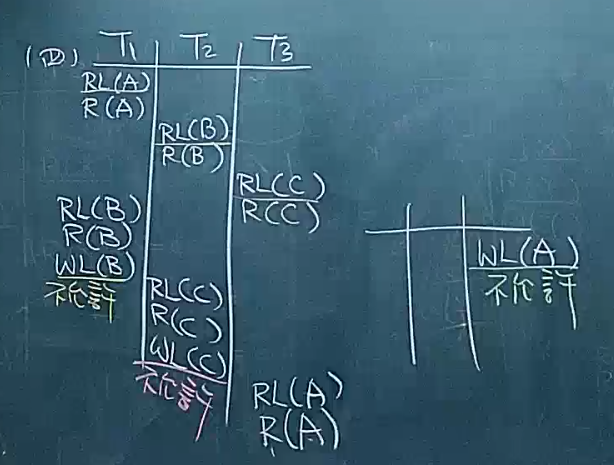 (四) T1 T2 T3
RL(A)
R(A)
RL(B)
R(B)
RL(C)
R(C)
RL(B)
R(B)
WL(B)
不允許
RL(C)
R(C)
WL(C)
不允許
RL(A)
R(A)
WL(A)
不允許